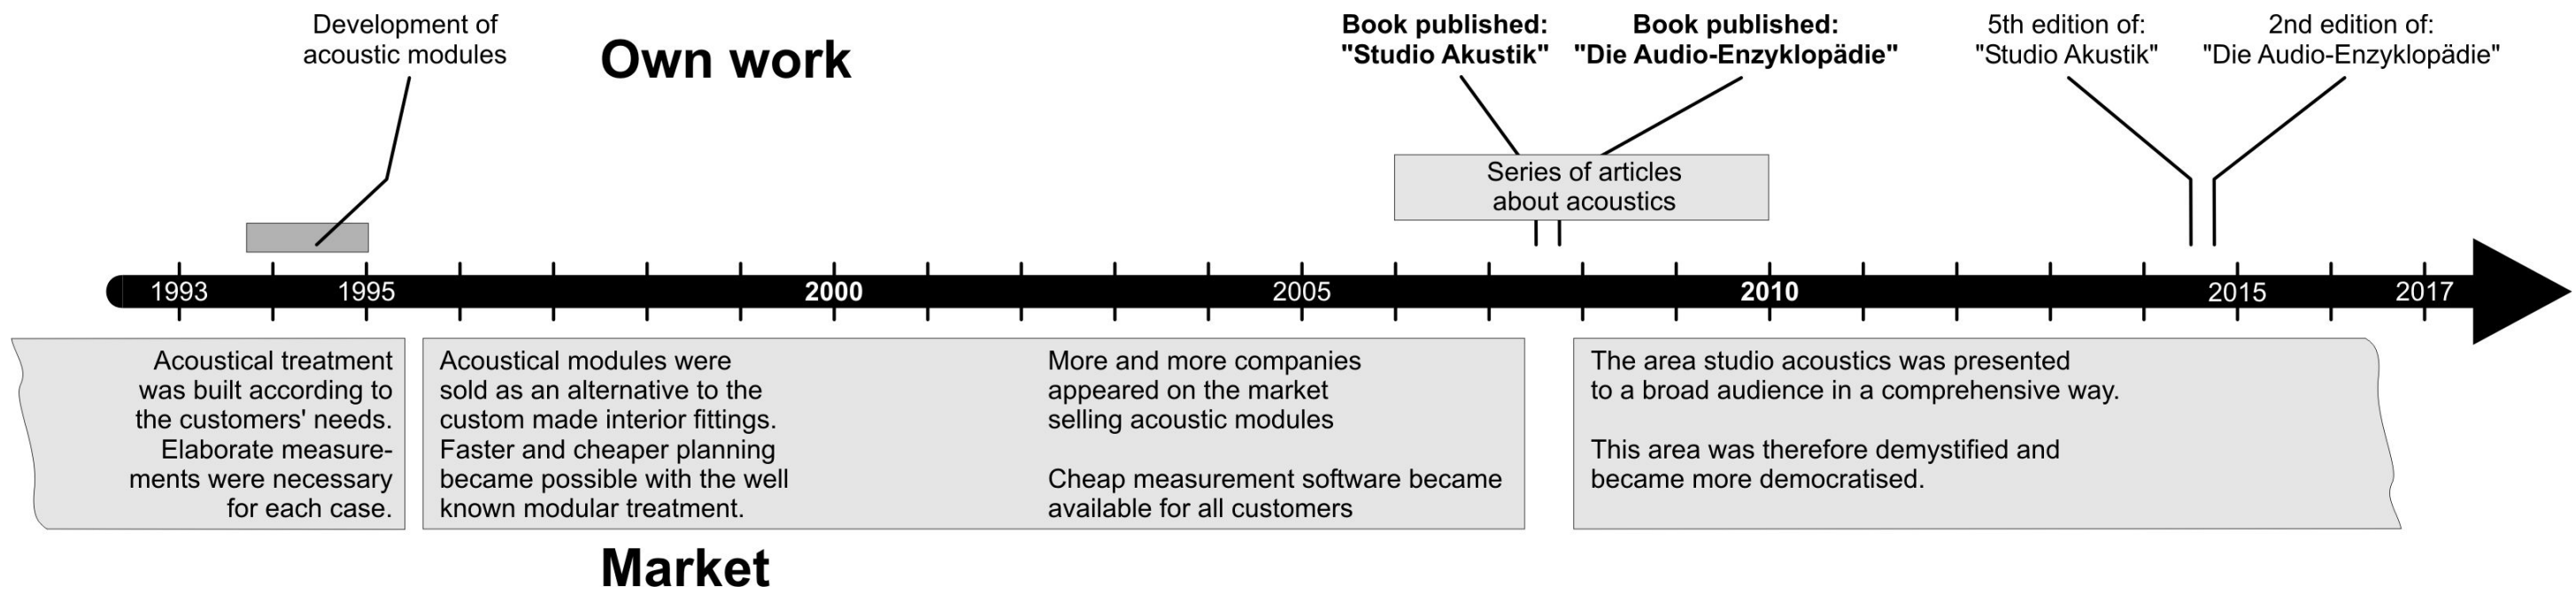 Development of
acoustic modules
Own work
Book published:
"Studio Akustik"
Book published:
"Die Audio-Enzyklopädie"
5th edition of:
"Studio Akustik"
2nd edition of:
"Die Audio-Enzyklopädie"
Series of articles
about acoustics
1993 1995 2000 2005 2010 2015 2017
Acoustical treatment
was built according to
the customers' needs.
Elaborate measure-
ments were necessary
for each case.
Acoustical modules were
sold as an alternative to the
custom made interior fittings.
Faster and cheaper planning
became possible with the well
known modular treatment.
More and more companies
appeared on the market
selling acoustic modules
Cheap measurement software became
available for all customers
The area studio acoustics was presented
to a broad audience in a comprehensive way.
This area was therefore demystified and
became more democratised.
Market